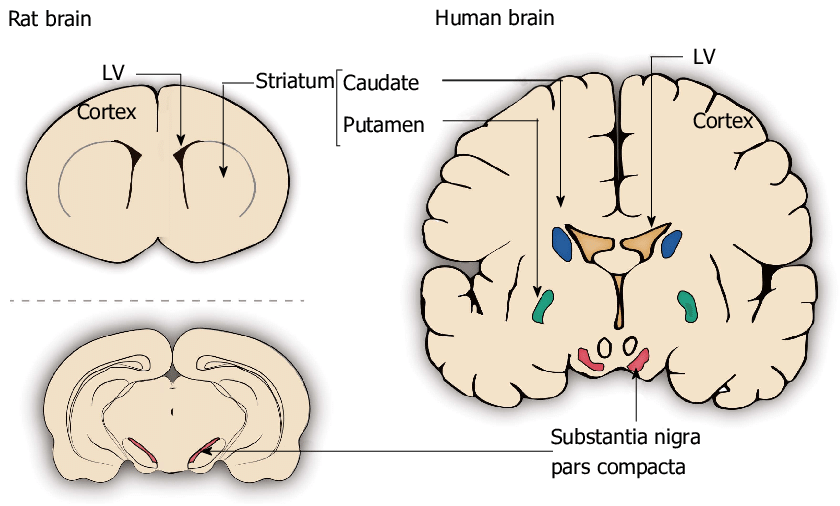 Rat brain
Human brain
LV
LV
Striatum
Caudate
Cortex
Putamen
Cortex
Substantia nigra
pars compacta